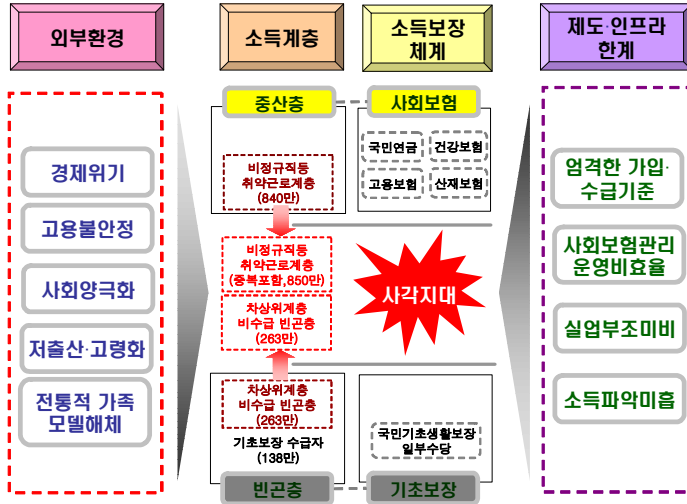 외부환경
소득계층
소득보장
체계
제도·인프라
한계
경제위기
고용불안정
사회양극화
저출산·고령화
전통적 가족
모델해체
중산층
비정규직등
취약근로계층
(840만)
비정규직등
취약근로계층
(중복포함,850만)
차상위계층
비수급 빈곤층
(263만)
차상위계층
비수급 빈곤층
(263만)
기초보장 수급자
(138만)
빈곤층
사회보험
국민연금
건강보험
고용보험
산재보험
사각지대
국민기초생활보장
일부수당
기초보장
엄격한 가입·
수급기준
사회보험관리
운영비효율
실업부조미비
소득파악미흡